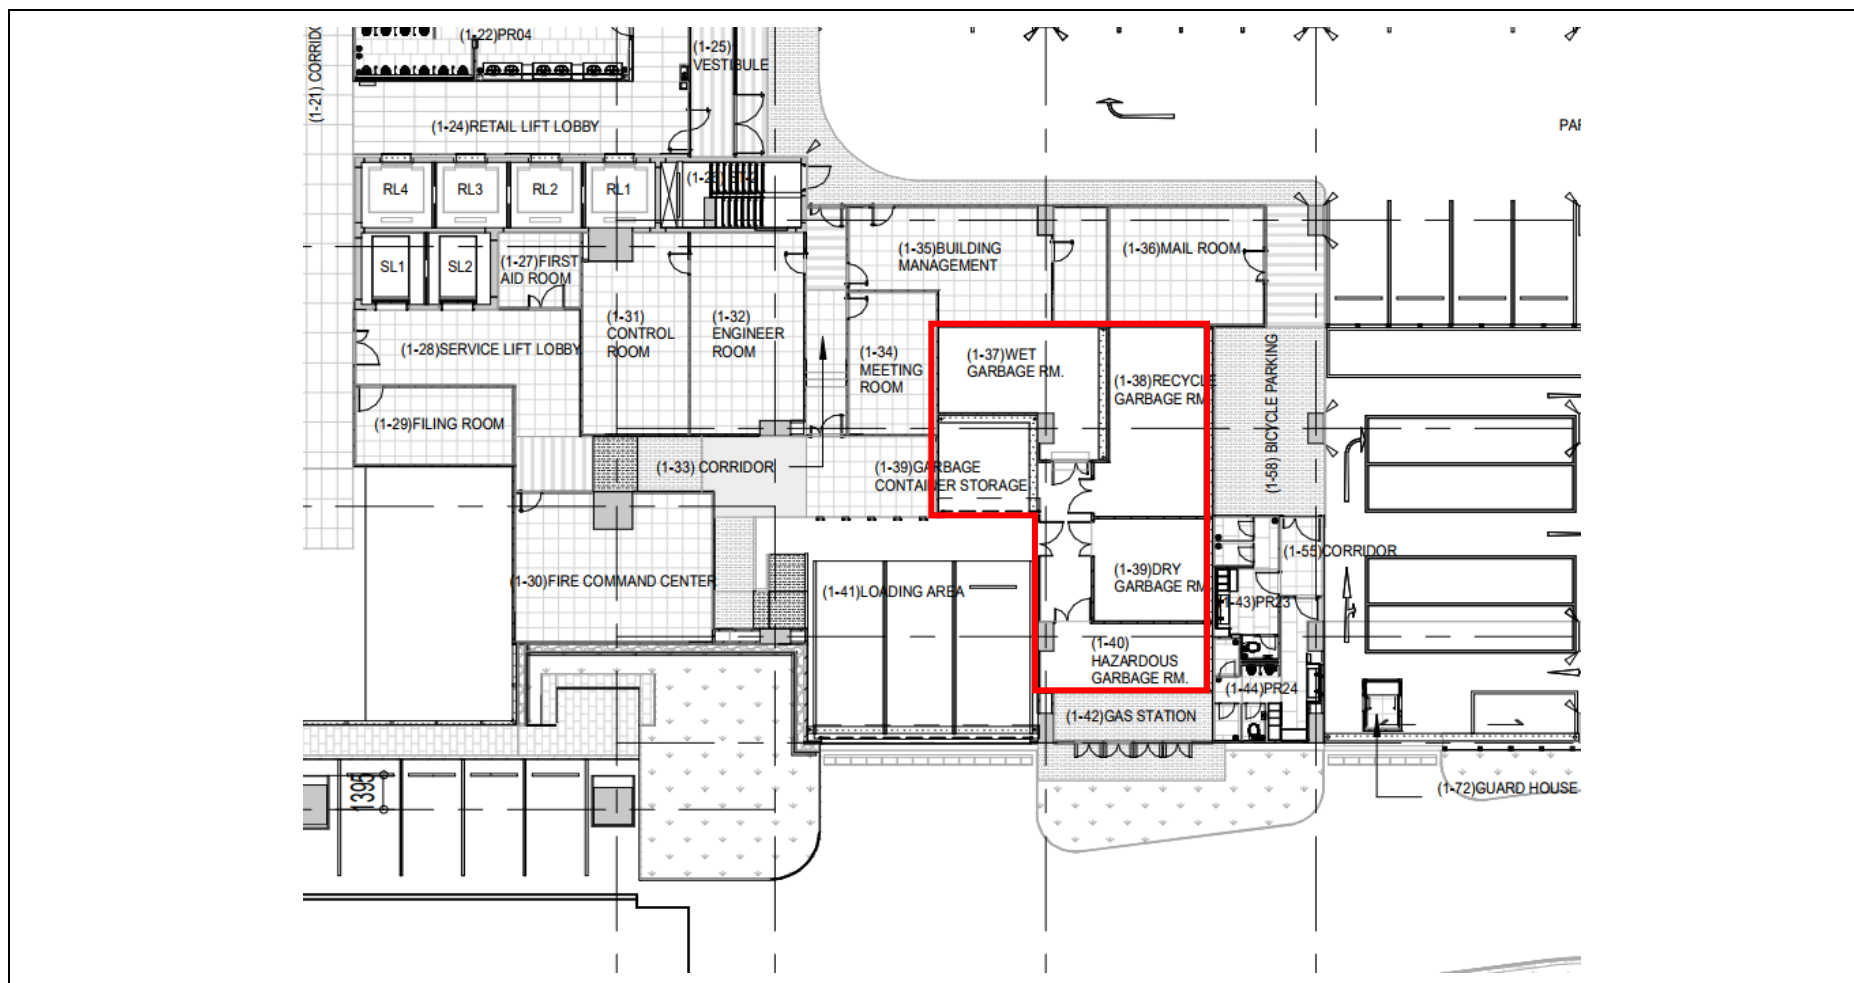 (1-22)PR04
(1-25)
VESTIBULE
(1-21) CORRIDO
(1-24)RETAIL LIFT LOBBY
RL4
RL3
RL2
RL1
(1-26) ST-2
SL1
SL2
(1-27)FIRST
AID ROOM
(1-28)SERVICE LIFT LOBBY
(1-29)FILING ROOM
(1-31)
CONTROL
ROOM
(1-32)
ENGINEER
ROOM
(1-33) CORRIDOR
(1-30)FIRE COMMAND CENTER
(1-35)BUILDING
MANAGEMENT
(1-36)MAIL ROOM
(1-34)
MEETING
ROOM
(1-37)WET
GARBAGE RM.
(1-38)RECYCLE
GARBAGE RM.
(1-39)GARBAGE
CONTAINER STORAGE
(1-39)DRY
GARBAGE RM.
(1-40)
HAZARDOUS
GARBAGE RM.
(1-41)LOADING AREA
(1-42)GAS STATION
(1-58) BICYCLE PARKING
(1-55)CORRIDOR
(1-43)PR23
(1-44)PR24
(1-72)GUARD HOUSE
PAR
1395